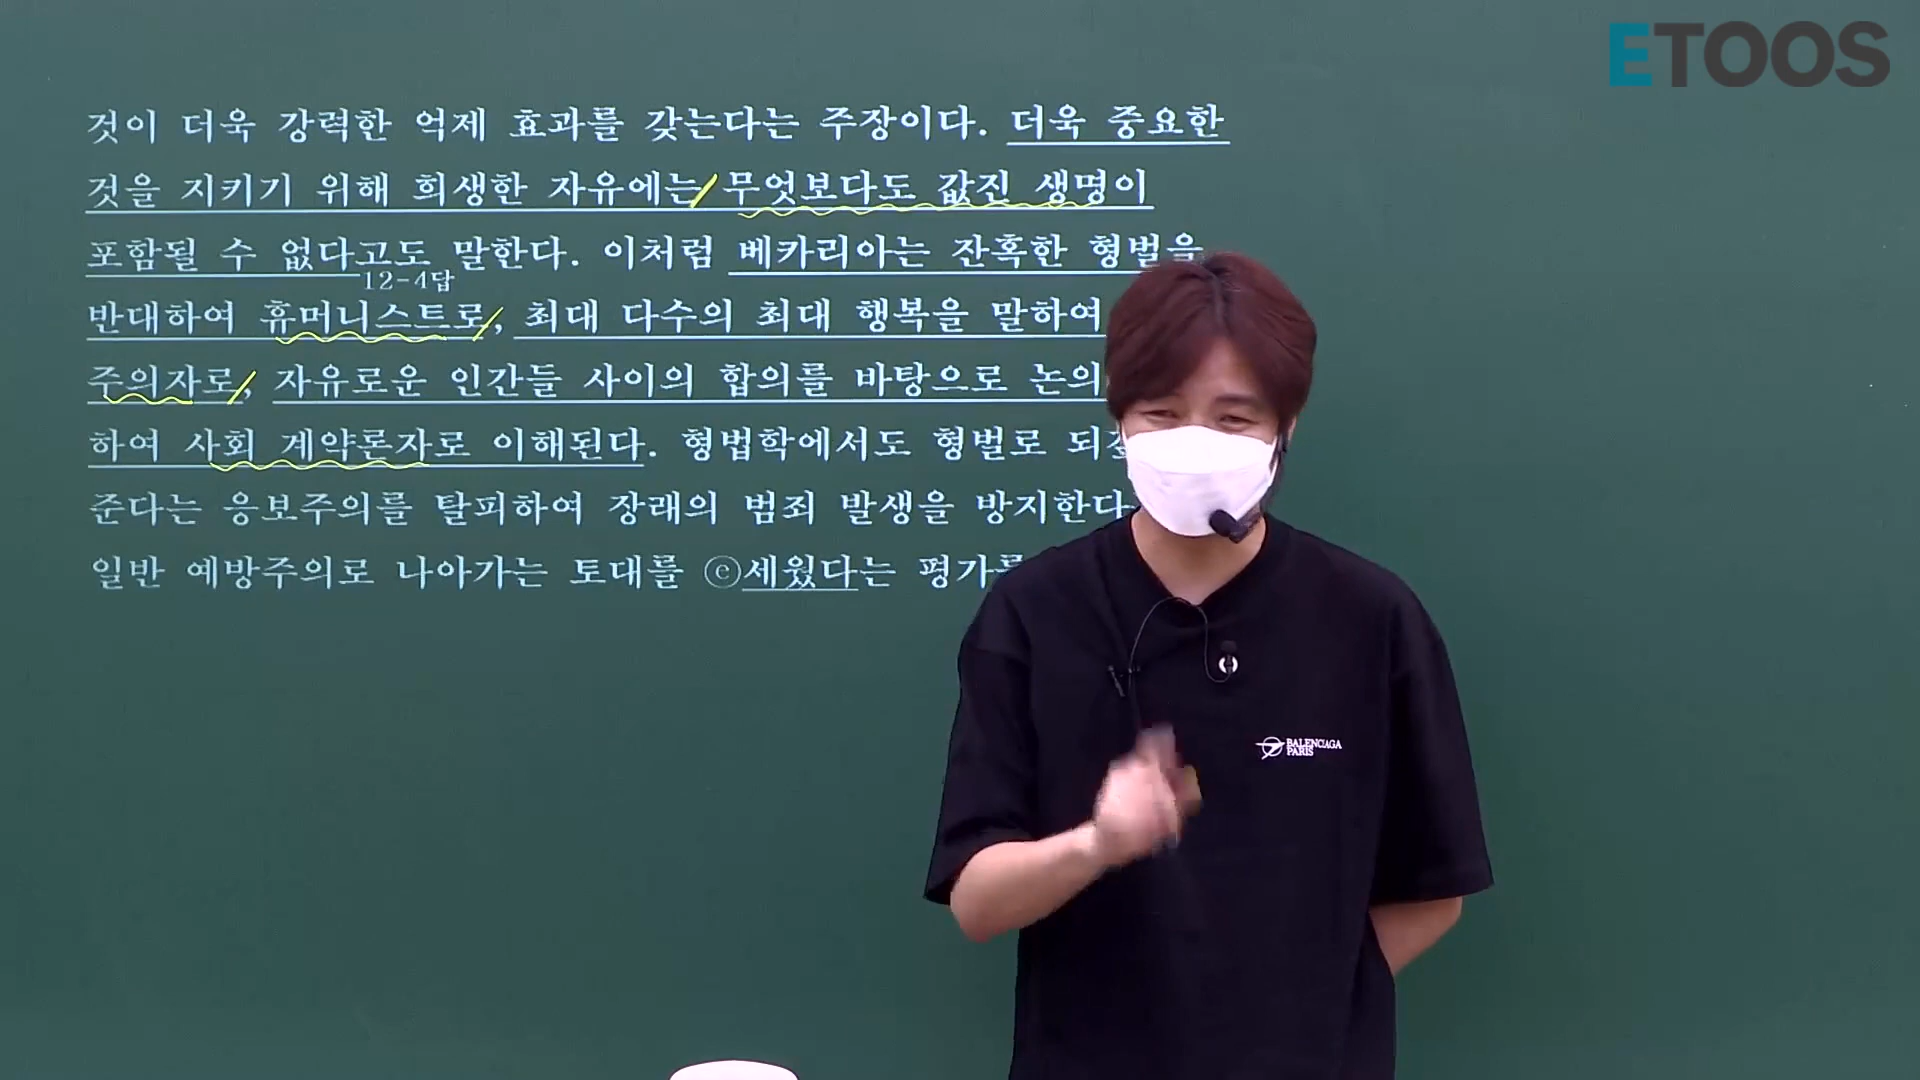 ETOOS
것이 더욱 강력한 억제 효과를 갖는다는 주장이다. 더욱 중요한
것을 지키기 위해 희생한 자유에는 무엇보다도 값진 생명이
포함될 수 없다고도 말한다. 이처럼 베카리아는 잔혹한 형벌을
12-4답
반대하여 휴머니스트로, 최대 다수의 최대 행복을 말하여
주의자로, 자유로운 인간들 사이의 합의를 바탕으로 논의
하여 사회 계약론자로 이해된다. 형법학에서도 형벌로
준다는 응보주의를 탈피하여 장래의 범죄 발생을 방지한다
일반 예방주의로 나아가는 토대를 ⓒ세웠다는 평가를
BALENCIAGA
PARIS